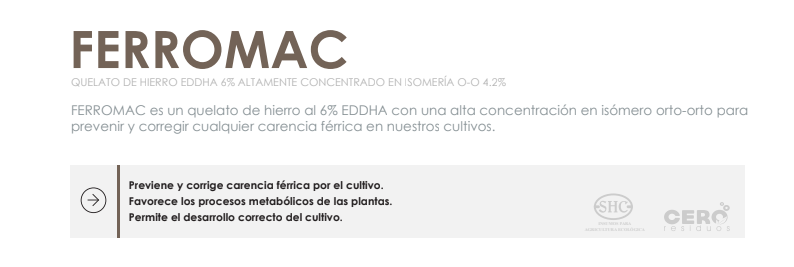 FERROMAC
QUELATO DE HIERRO EDDHA 6% ALTAMENTE CONCENTRADO EN ISOMERÍA O-O 4.2%
FERROMAC es un quelato de hierro al 6% EDDHA con una alta concentración en isómero orto-orto para
prevenir y corregir cualquier carencia férrica en nuestros cultivos.
Previene y corrige carencia férrica por el cultivo.
Favorece los procesos metabólicos de las plantas.
Permite el desarrollo correcto del cultivo.
SHC
CERO
residuos